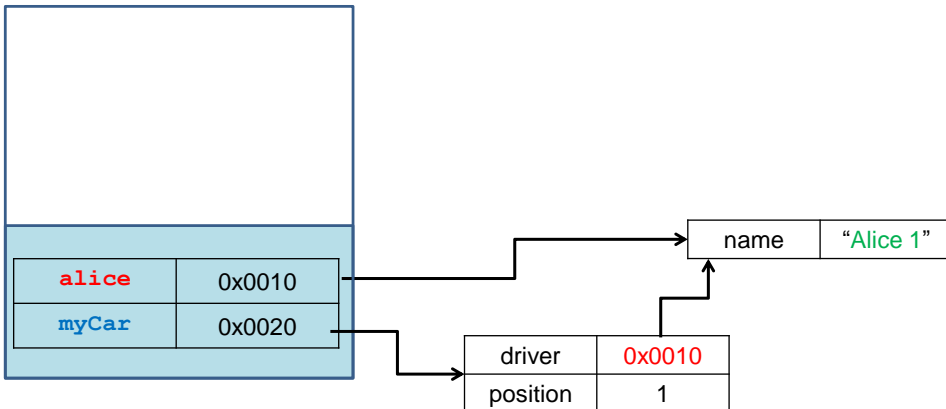 name “Alice 1”
alice 0x0010
myCar 0x0020
driver 0x0010
position 1